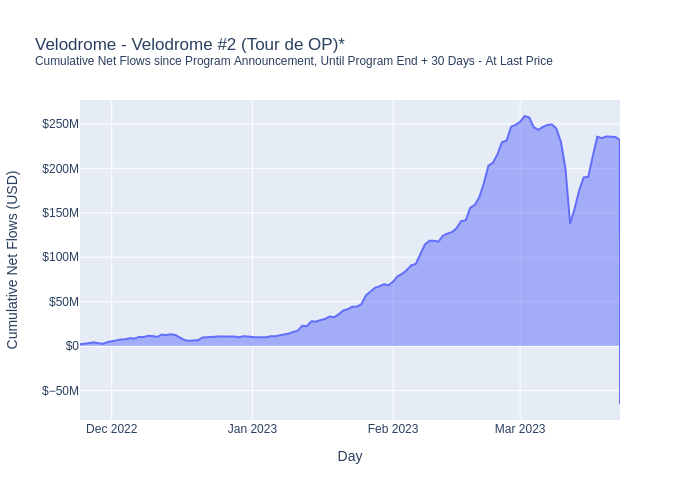 Velodrome - Velodrome #2 (Tour de OP)*
Cumulative Net Flows since Program Announcement, Until Program End + 30 Days - At Last Price
Cumulative Net Flows (USD)
$250M
$200M
$150M
$100M
$50M
$0
$−50M
Dec 2022
Jan 2023
Feb 2023
Mar 2023
Day